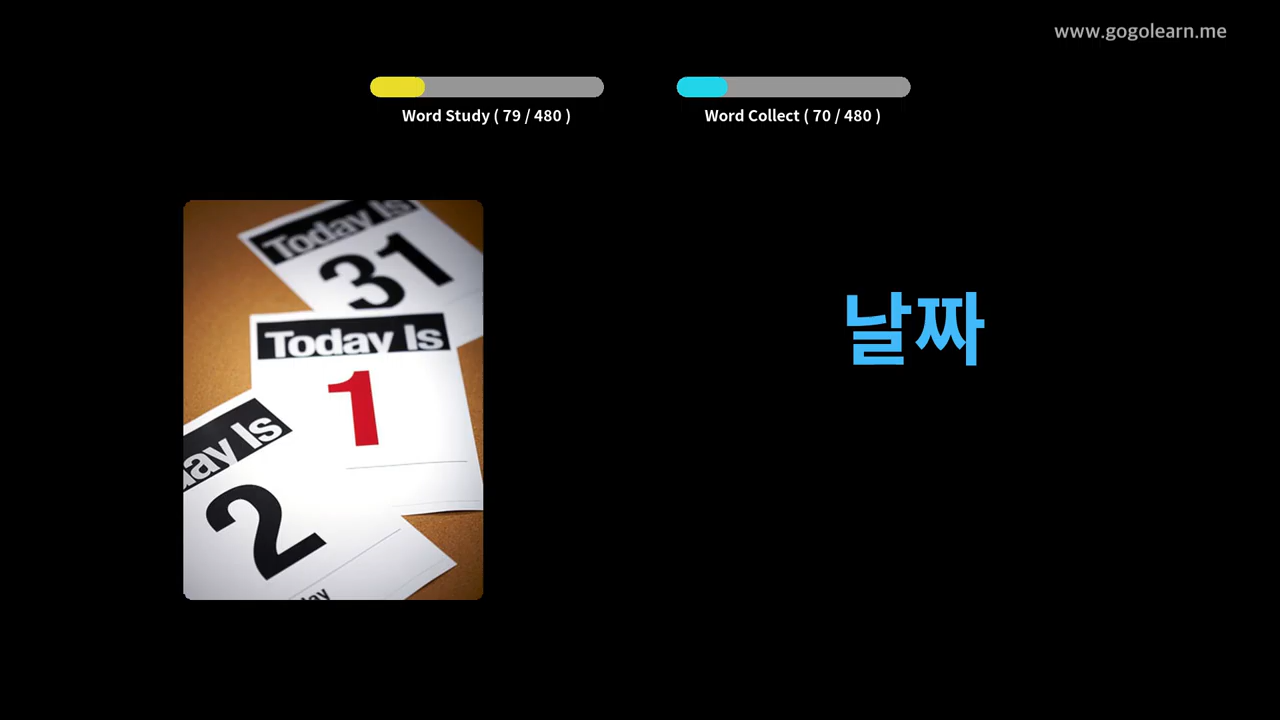 www.gogolearn.me
Word Study ( 79 / 480 )
Word Collect ( 70 / 480 )
Today Is
31
Today Is
1
ay Is
2
날짜